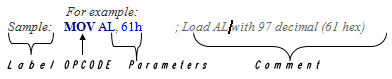 For example:
Sample: MOV AL, 61h ; Load AL with 97 decimal (61 hex)
Label OPCODE Parameters Comment